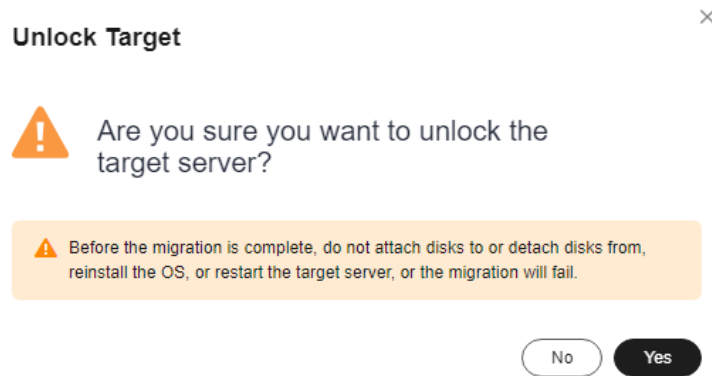 Unlock Target
Are you sure you want to unlock the
target server?
Before the migration is complete, do not attach disks to or detach disks from,
reinstall the OS, or restart the target server, or the migration will fail.
No
Yes